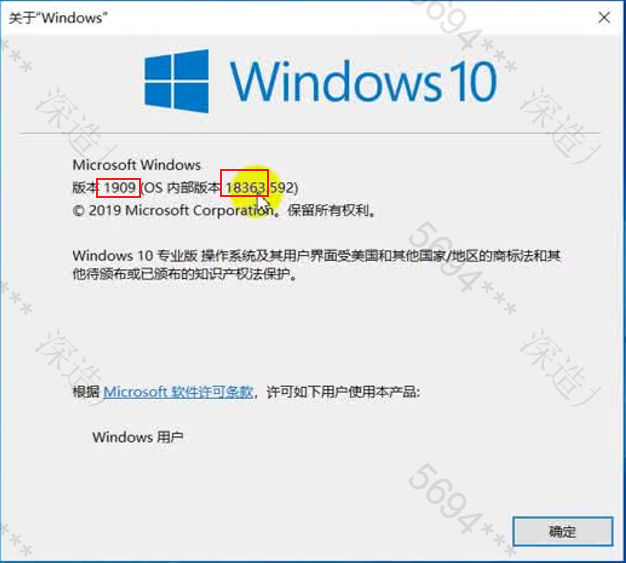 关于“Windows”
Windows 10
Microsoft Windows
版本 1909 (OS 内部版本 18363.592)
© 2019 Microsoft Corporation。保留所有权利。
Windows 10 专业版 操作系统及其用户界面受美国和其他国家/地区的商标法和其
他待颁布或已颁布的知识产权法保护。
根据 Microsoft 软件许可条款，许可如下用户使用本产品:
Windows 用户
确定
5694***
深造
深造
5694***
深造
深造
5694***